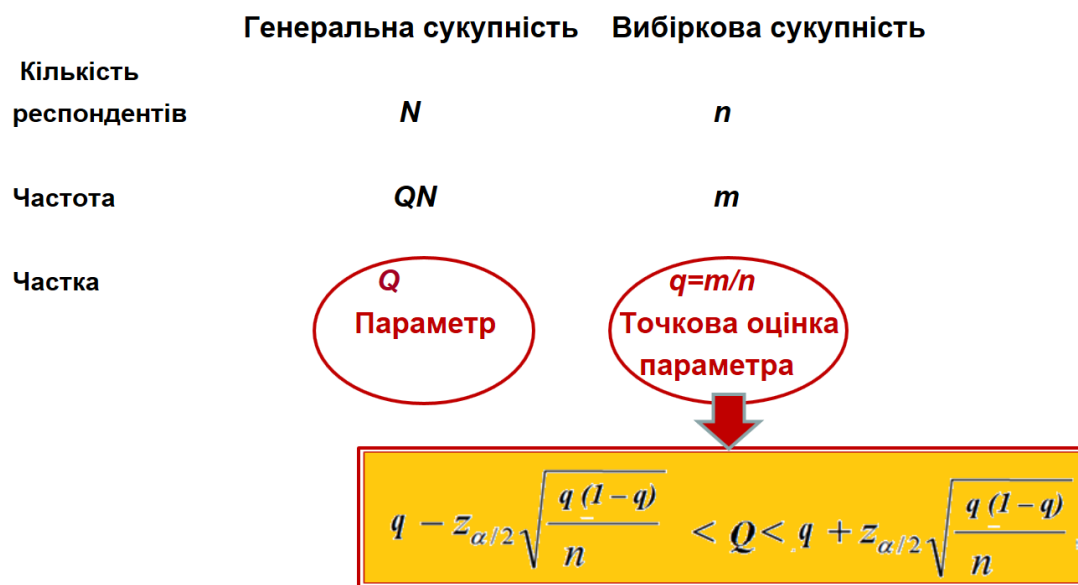 Генеральна сукупність Вибіркова сукупність
Кількість
респондентів N n
Частота QN m
Частка Q q=m/n
Параметр Точкова оцінка
параметра
q − z_{α/2}√(q (1 − q)/n) < Q < q + z_{α/2}√(q (1 − q)/n)